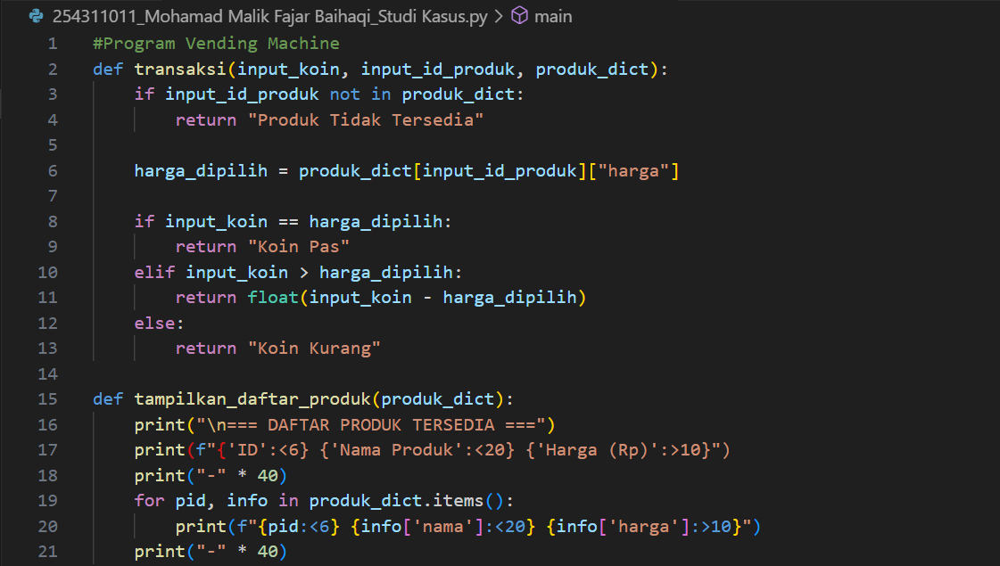 254311011_Mohamad Malik Fajar Baihaqi_Studi Kasus.py > main
1 #Program Vending Machine
2 def transaksi(input_koin, input_id_produk, produk_dict):
3     if input_id_produk not in produk_dict:
4         return "Produk Tidak Tersedia"
5
6     harga_dipilih = produk_dict[input_id_produk]["harga"]
7
8     if input_koin == harga_dipilih:
9         return "Koin Pas"
10     elif input_koin > harga_dipilih:
11         return float(input_koin - harga_dipilih)
12     else:
13         return "Koin Kurang"
14
15 def tampilkan_daftar_produk(produk_dict):
16     print("\n=== DAFTAR PRODUK TERSEDIA ===")
17     print(f"{'ID':<6} {'Nama Produk':<20} {'Harga (Rp)':>10}")
18     print("-" * 40)
19     for pid, info in produk_dict.items():
20         print(f"{pid:<6} {info['nama']:<20} {info['harga']:>10}")
21     print("-" * 40)